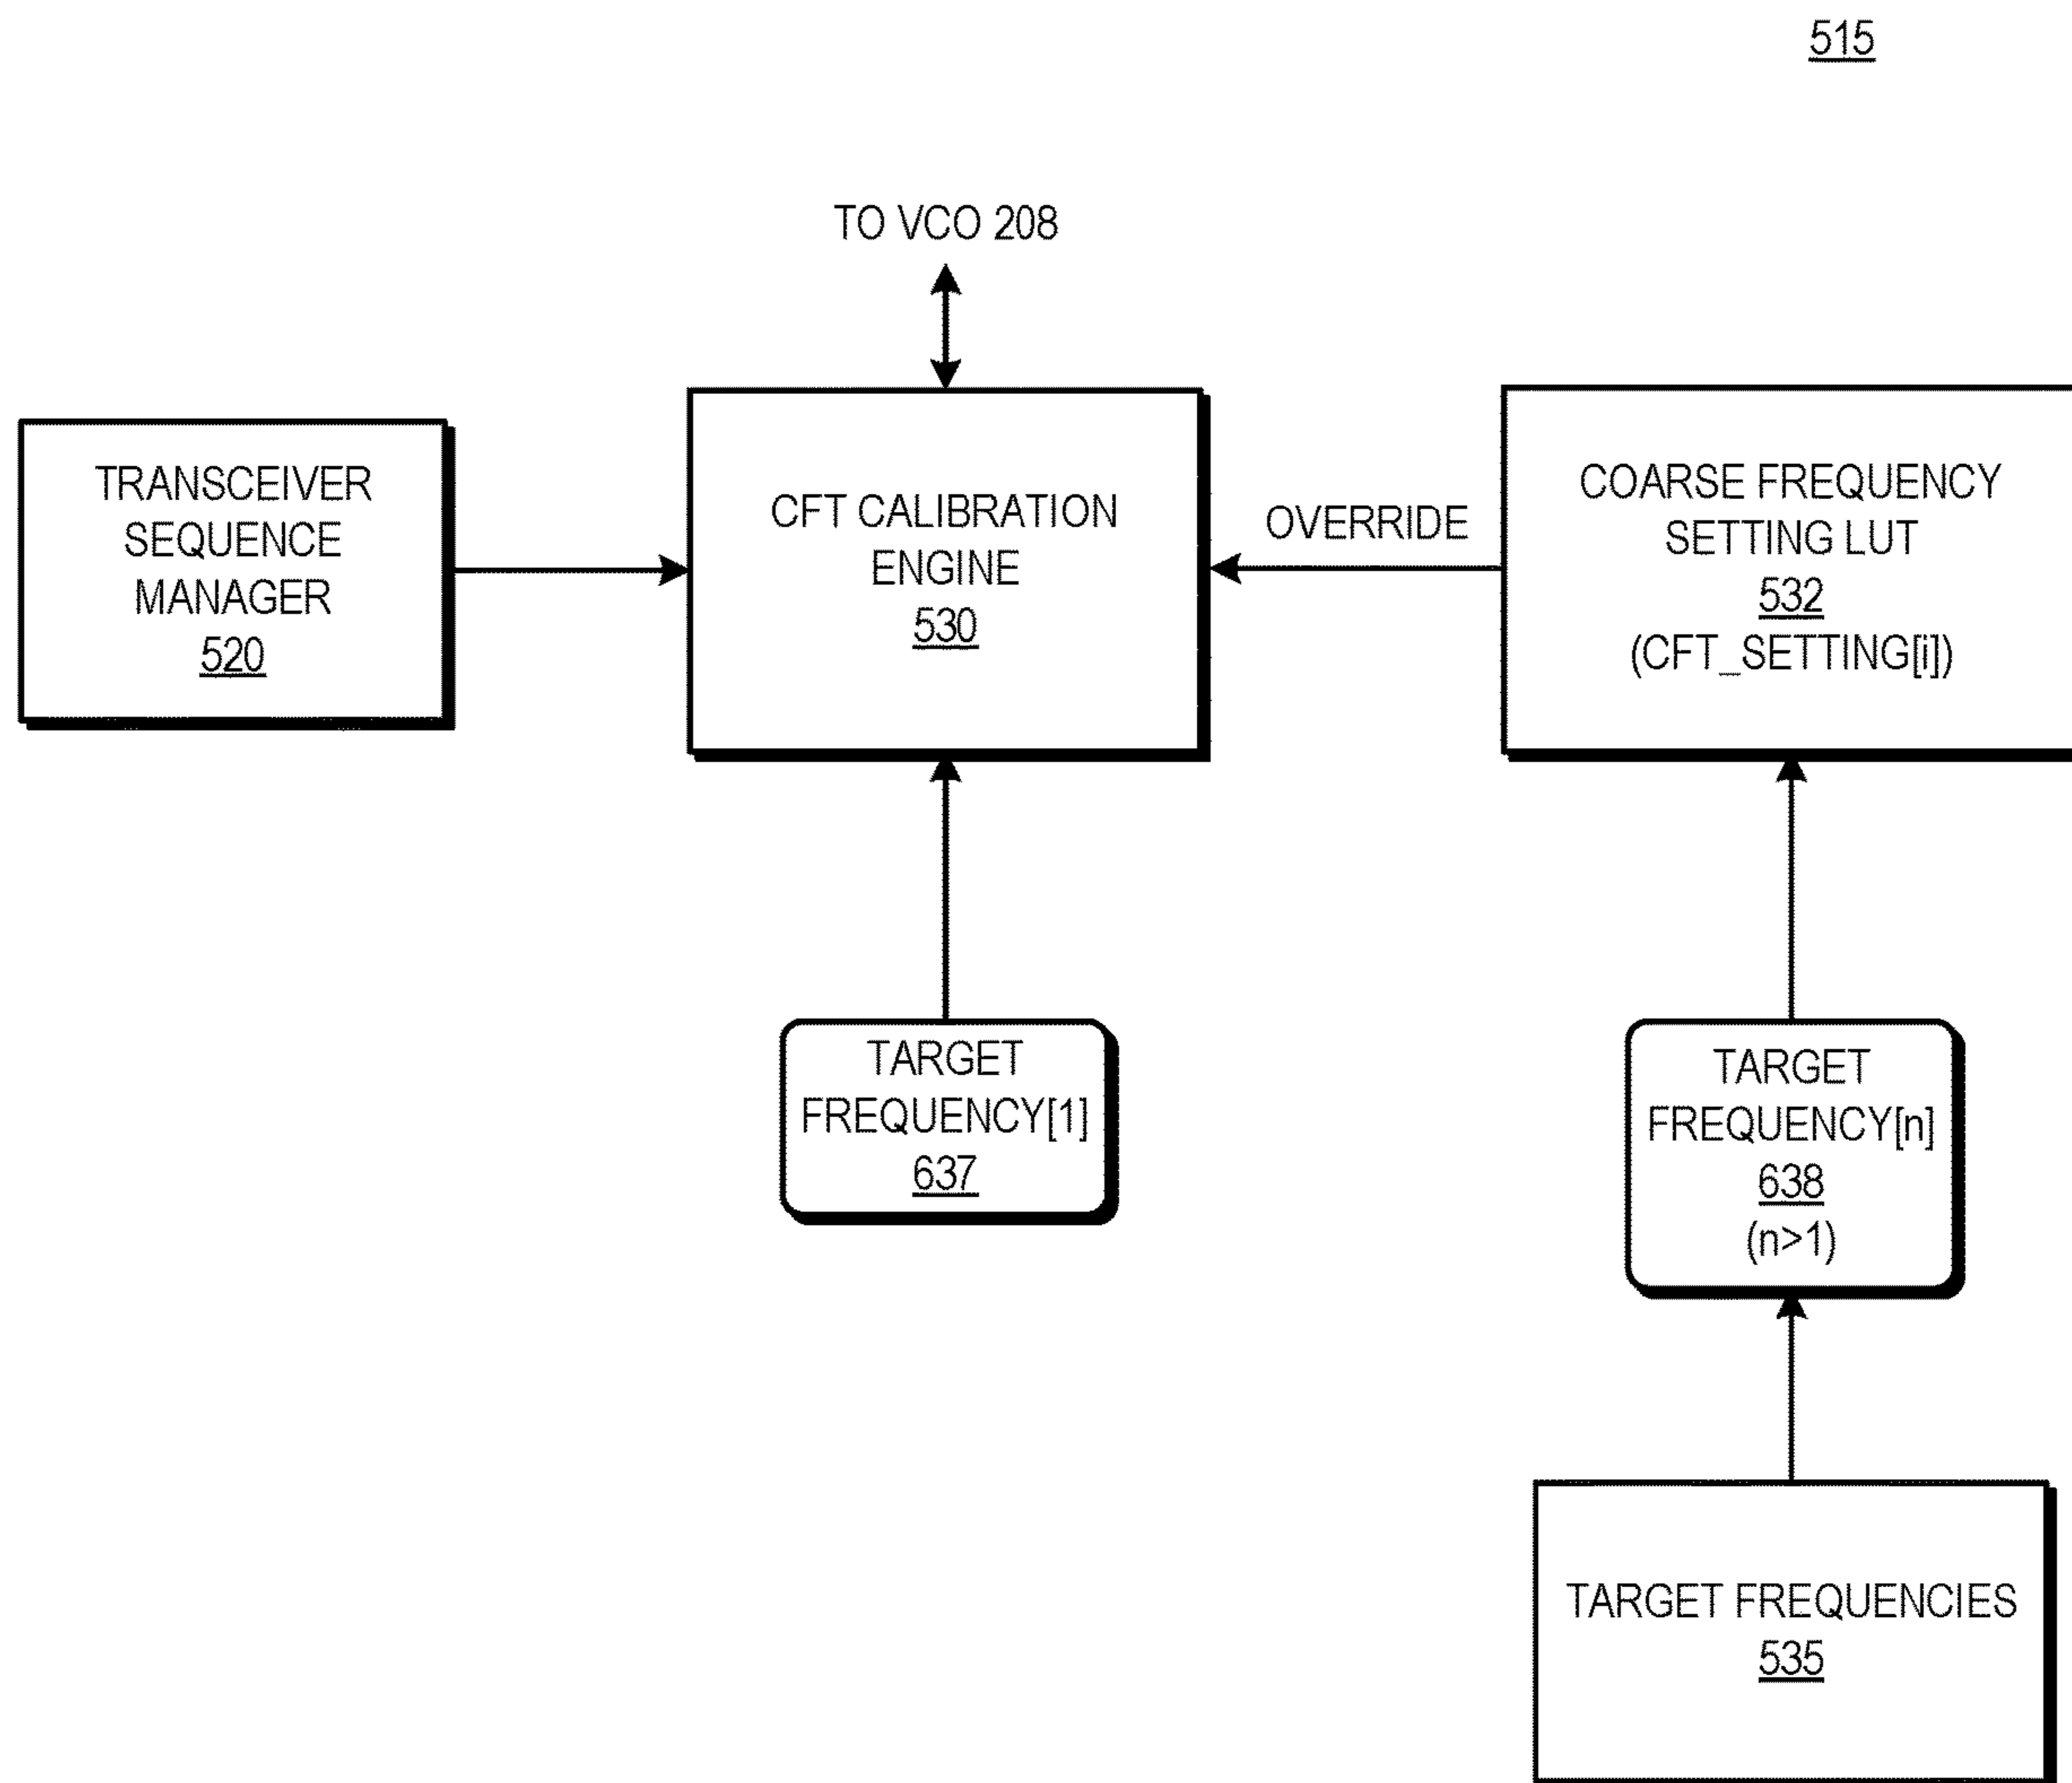 515
TO VCO 208
TRANSCEIVER
SEQUENCE
MANAGER
520
CFT CALIBRATION
ENGINE
530
OVERRIDE
COARSE FREQUENCY
SETTING LUT
532
(CFT_SETTING[i])
TARGET
FREQUENCY[1]
637
TARGET
FREQUENCY[n]
638
(n>1)
TARGET FREQUENCIES
535